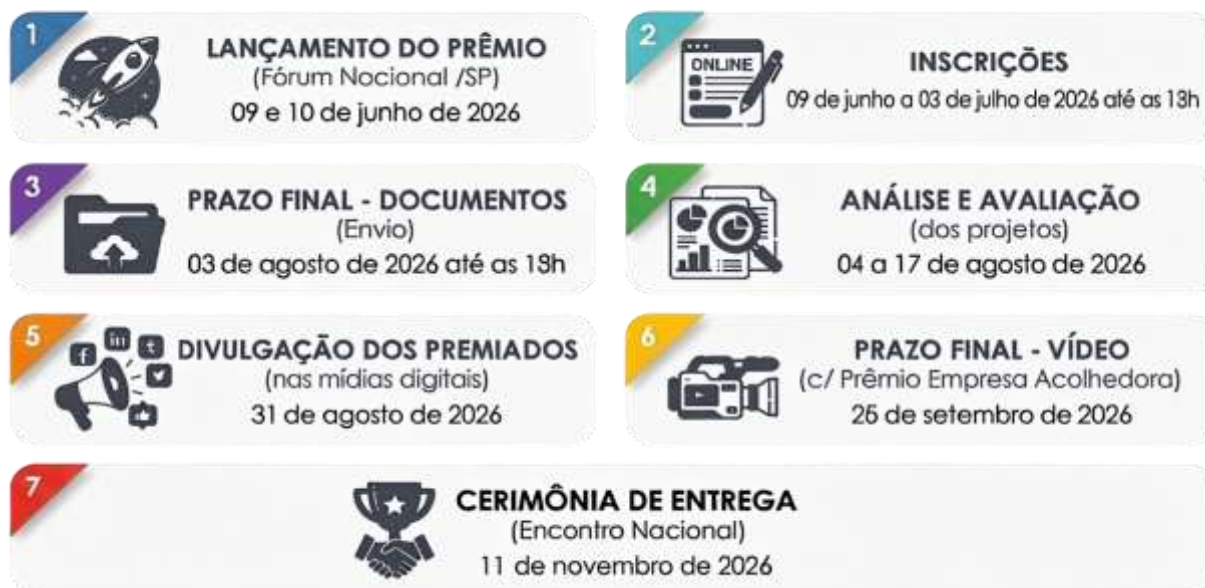 1
LANÇAMENTO DO PRÊMIO
(Fórum Nocional /SP)
09 e 10 de junho de 2026
2
ONLINE
INSCRIÇÕES
09 de junho a 03 de julho de 2026 até as 13h
3
PRAZO FINAL - DOCUMENTOS
(Envio)
03 de agosto de 2026 até as 13h
4
ANÁLISE E AVALIAÇÃO
(dos projetos)
04 a 17 de agosto de 2026
5
f in t
DIVULGAÇÃO DOS PREMIADOS
(nas mídias digitais)
31 de agosto de 2026
6
PRAZO FINAL - VÍDEO
(c/ Prêmio Empresa Acolhedora)
25 de setembro de 2026
7
CERIMÔNIA DE ENTREGA
(Encontro Nacional)
11 de novembro de 2026